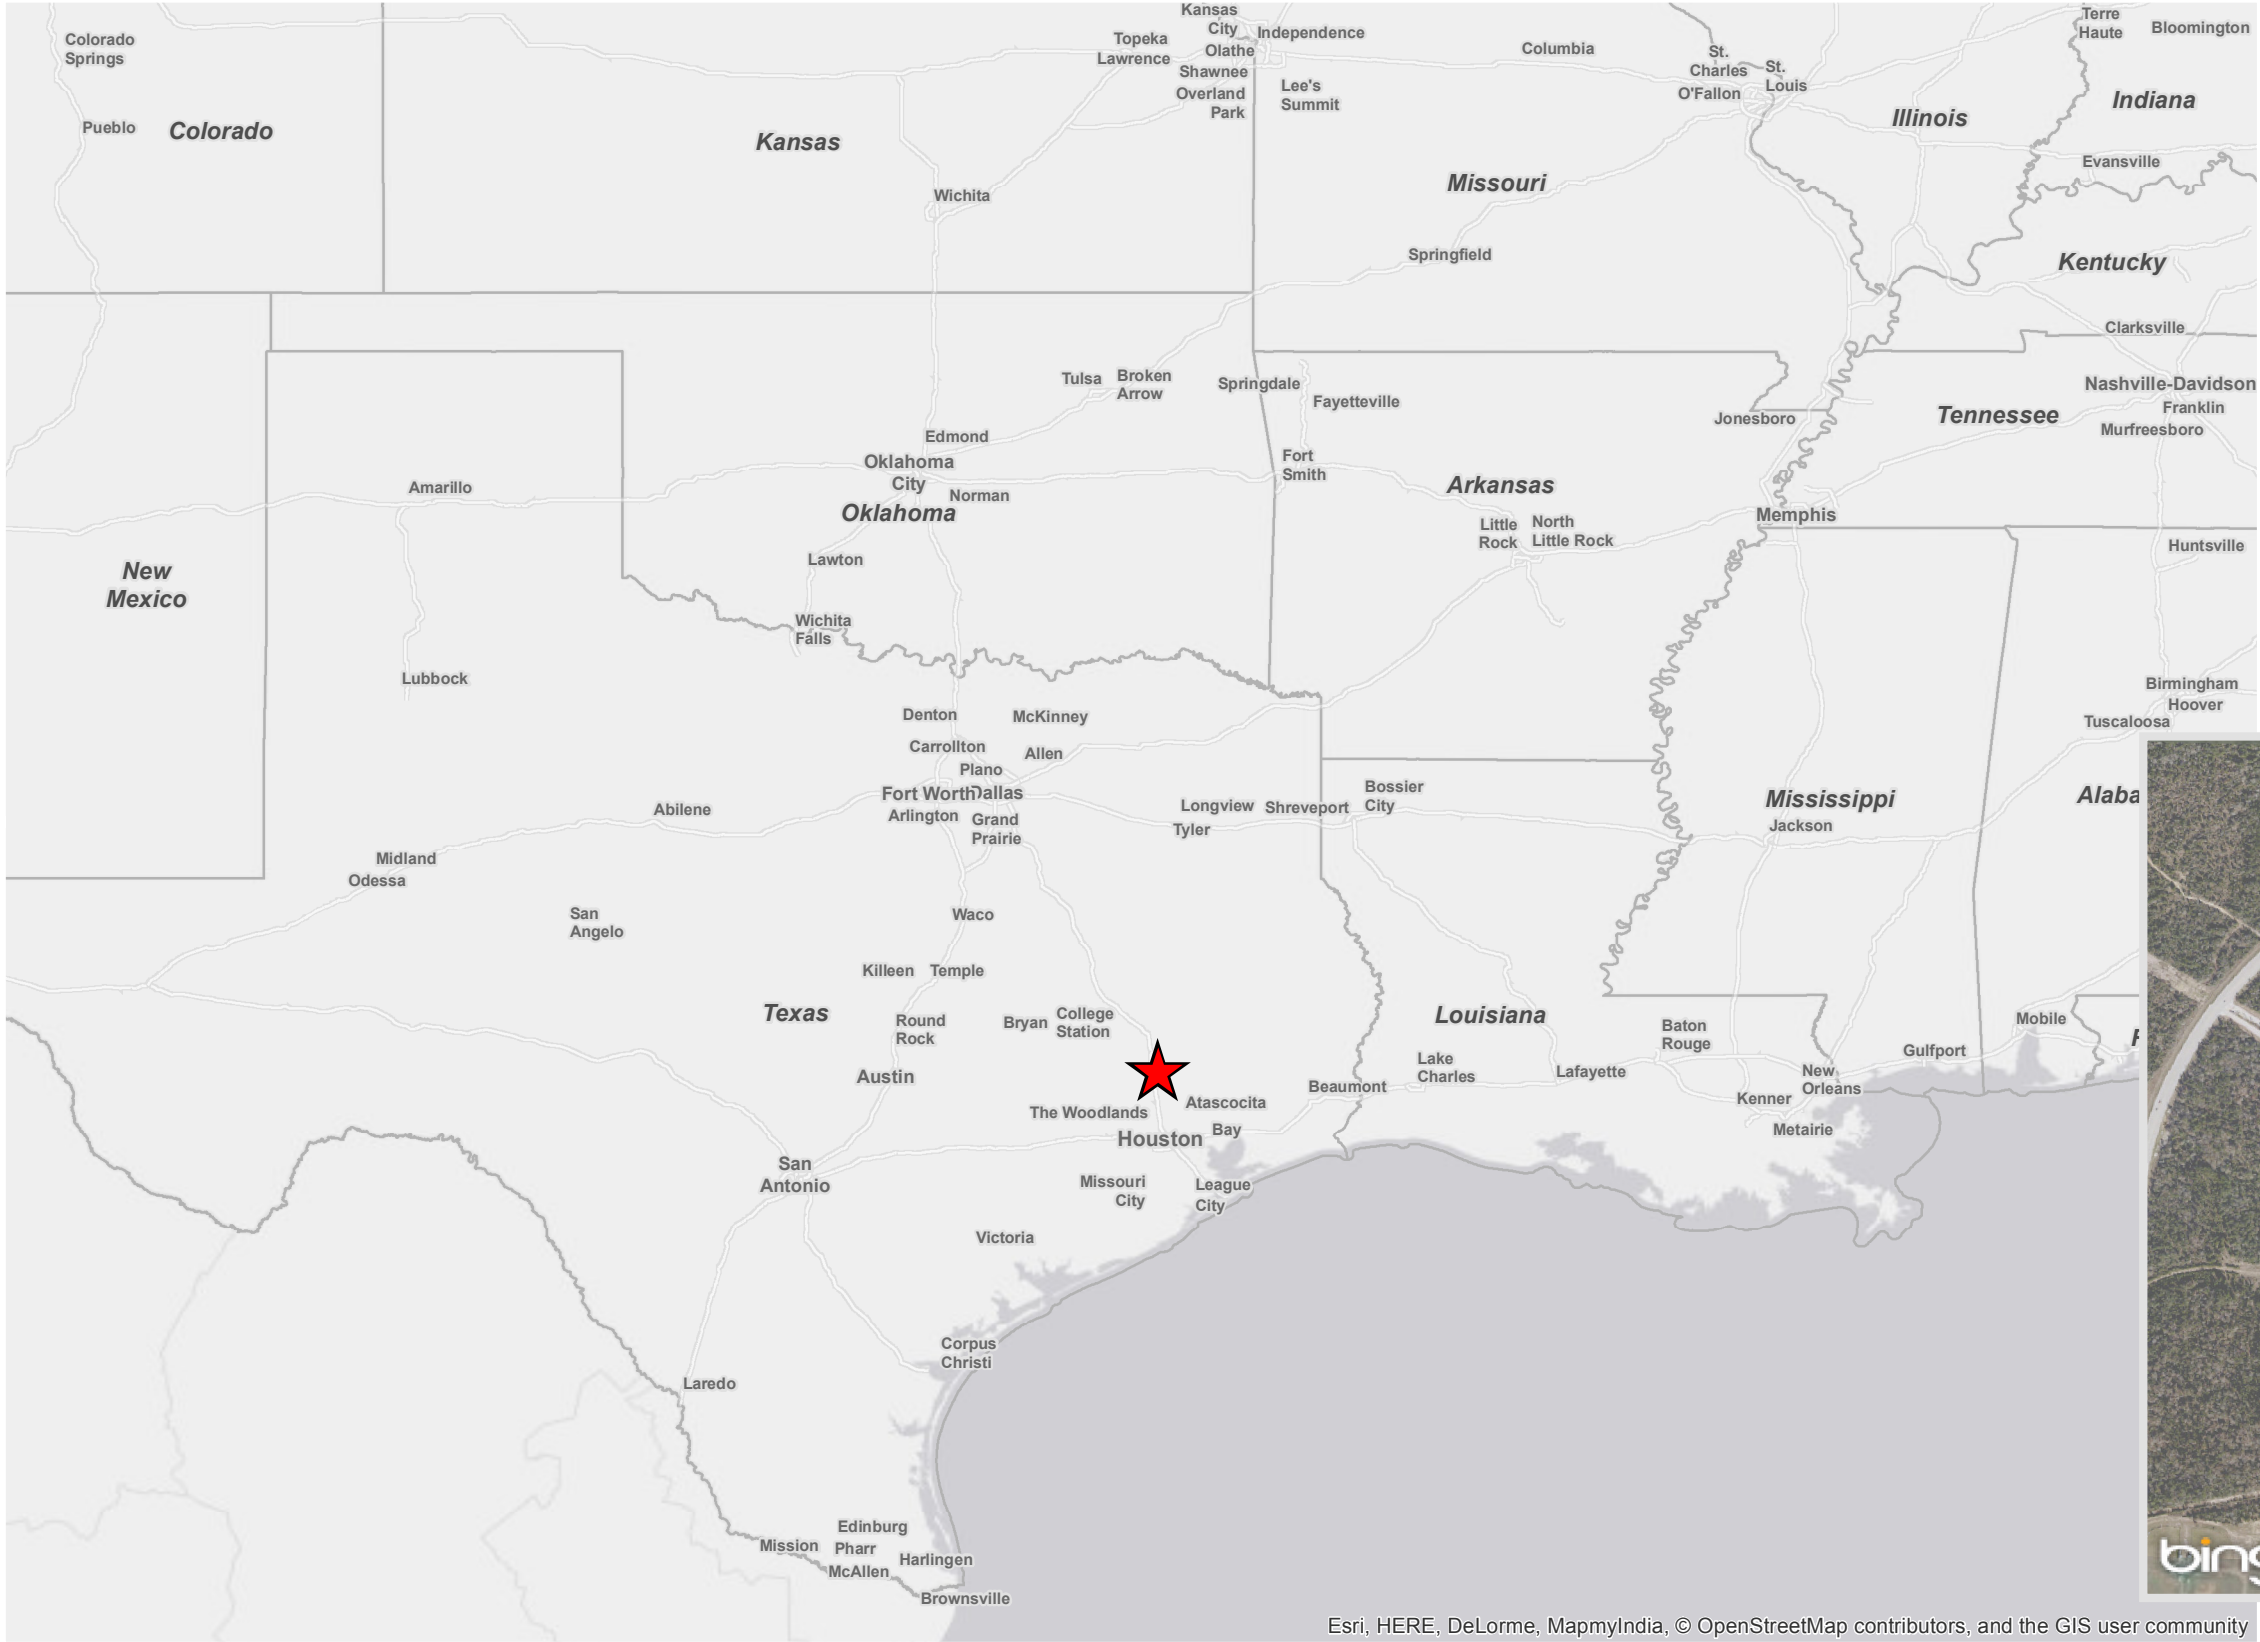 Colorado
Springs
Pueblo
Colorado
Kansas
Topeka
Lawrence
Kansas
City
Independence
Olathe
Shawnee
Overland
Park
Lee's
Summit
Columbia
St.
Charles
O'Fallon
St.
Louis
Illinois
Terre
Haute
Bloomington
Indiana
Evansville
Wichita
Missouri
Springfield
Kentucky
Clarksville
Tulsa
Broken
Arrow
Springdale
Fayetteville
Jonesboro
Nashville-Davidson
Franklin
Tennessee
Murfreesboro
Edmond
Oklahoma
City
Norman
Oklahoma
Fort
Smith
Arkansas
Little
Rock
North
Little Rock
Memphis
Huntsville
Amarillo
Lawton
New
Mexico
Wichita
Falls
Lubbock
Denton
McKinney
Carrollton
Allen
Plano
Fort Worth
Dallas
Arlington
Grand
Prairie
Longview
Tyler
Shreveport
Bossier
City
Birmingham
Hoover
Tuscaloosa
Mississippi
Jackson
Alaba
Abilene
Midland
Odessa
San
Angelo
Waco
Killeen
Temple
Texas
Round
Rock
Bryan
College
Station
Louisiana
Baton
Rouge
Mobile
Gulfport
Austin
Lake
Charles
Lafayette
New
Orleans
Beaumont
Kenner
Metairie
Atascocita
The Woodlands
Houston
Bay
San
Antonio
Missouri
City
League
City
Victoria
Corpus
Christi
Laredo
Edinburg
Mission
Pharr
McAllen
Harlingen
Brownsville
bing
Esri, HERE, DeLorme, MapmyIndia, © OpenStreetMap contributors, and the GIS user community